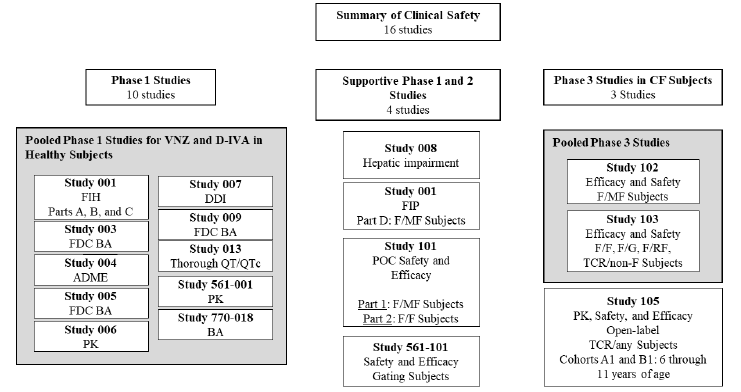 Summary of Clinical Safety
16 studies
Phase 1 Studies
10 studies
Supportive Phase 1 and 2
Studies
4 studies
Phase 3 Studies in CF Subjects
3 Studies
Pooled Phase 1 Studies for VNZ and D-IVA in
Healthy Subjects
Study 001
FIH
Parts A, B, and C
Study 003
FDC BA
Study 004
ADME
Study 005
FDC BA
Study 006
PK
Study 007
DDI
Study 009
FDC BA
Study 013
Thorough QT/QTc
Study 561-001
PK
Study 770-018
BA
Study 008
Hepatic impairment
Study 001
FIP
Part D: F/MF Subjects
Study 101
POC Safety and
Efficacy
Part 1: F/MF Subjects
Part 2: F/F Subjects
Study 561-101
Safety and Efficacy
Gating Subjects
Pooled Phase 3 Studies
Study 102
Efficacy and Safety
F/MF Subjects
Study 103
Efficacy and Safety
F/F, F/G, F/RF,
TCR/non-F Subjects
Study 105
PK, Safety, and Efficacy
Open-label
TCR/any Subjects
Cohorts A1 and B1: 6 through
11 years of age